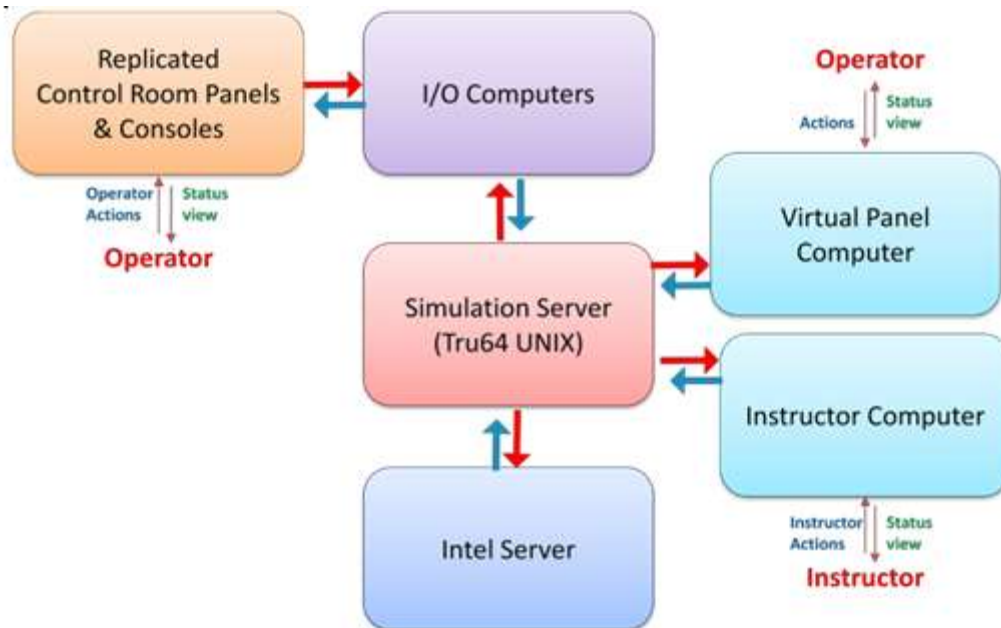 Replicated
Control Room Panels
& Consoles
I/O Computers
Operator
Actions
Status
view
Operator
Actions
Status
view
Operator
Virtual Panel
Computer
Simulation Server
(Tru64 UNIX)
Instructor Computer
Intel Server
Instructor
Actions
Status
view
Instructor